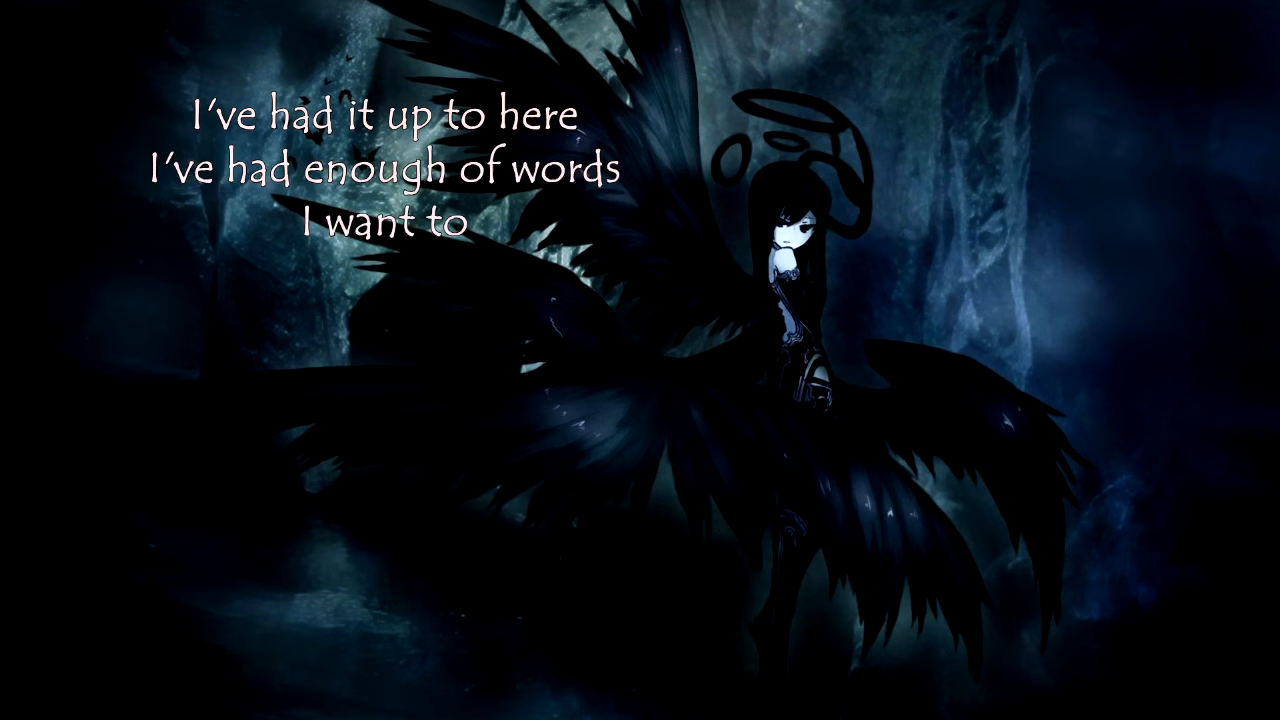 I've had it up to here
I've had enough of words
I want to